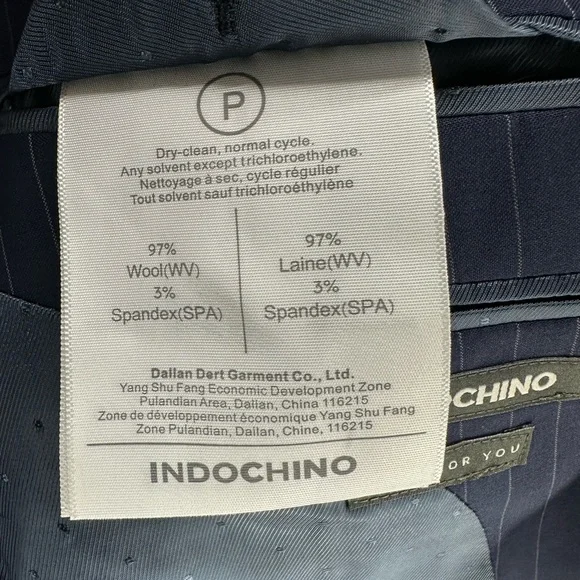 P
Dry-clean, normal cycle.
Any solvent except trichloroethylene.
Nettoyage à sec, cycle régulier
Tout solvent sauf trichloréthylène
97%
Wool(WV)
3%
Spandex(SPA)
97%
Laine(WV)
3%
Spandex(SPA)
Dalian Dert Garment Co., Ltd.
Yang Shu Fang Economic Development Zone
Pulandian Area, Dalian, China 116215
Zone de développement économique Yang Shu Fang
Zone Pulandian, Dailan, Chine, 116215
INDOCHINO
OCHINO
OR YOU